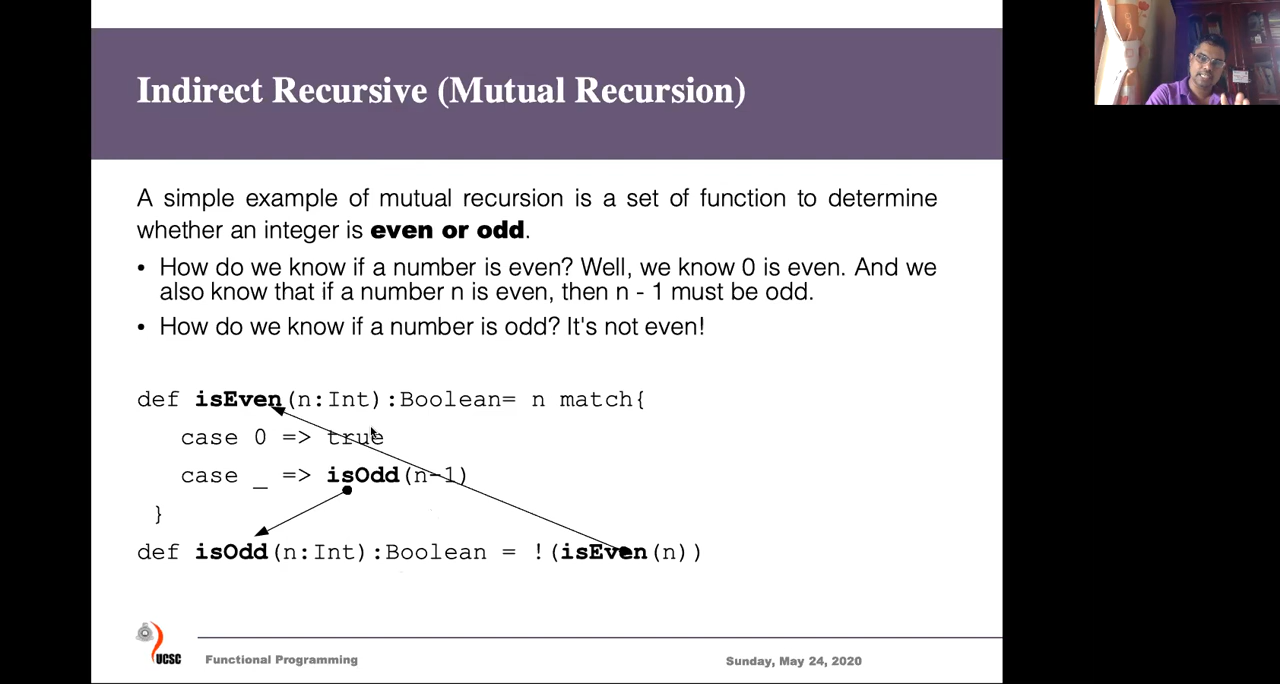 Indirect Recursive (Mutual Recursion)
A simple example of mutual recursion is a set of function to determine
whether an integer is even or odd.
• How do we know if a number is even? Well, we know 0 is even. And we
also know that if a number n is even, then n - 1 must be odd.
• How do we know if a number is odd? It's not even!
def isEven(n:Int):Boolean= n match{
case 0 => true
case _ => isOdd(n-1)
}
def isOdd(n:Int):Boolean = !(isEven(n))
UCSC
Functional Programming
Sunday, May 24, 2020